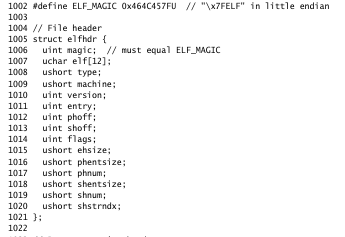 1002 #define ELF_MAGIC 0x464C457FU  // "\x7FELF" in little endian
1003
1004 // File header
1005 struct elfhdr {
1006   uint magic;  // must equal ELF_MAGIC
1007   uchar elf[12];
1008   ushort type;
1009   ushort machine;
1010   uint version;
1011   uint entry;
1012   uint phoff;
1013   uint shoff;
1014   uint flags;
1015   ushort ehsize;
1016   ushort phentsize;
1017   ushort phnum;
1018   ushort shentsize;
1019   ushort shnum;
1020   ushort shstrndx;
1021 };
1022